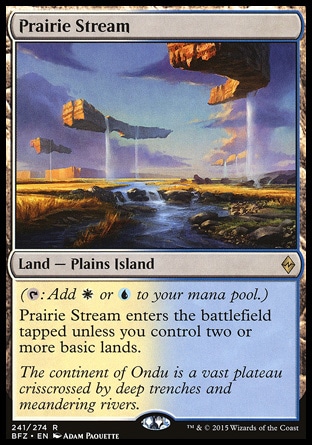 Prairie Stream
Land — Plains Island
(: Add or to your mana pool.)
Prairie Stream enters the battlefield
tapped unless you control two or
more basic lands.
The continent of Ondu is a vast plateau
crisscrossed by deep trenches and
meandering rivers.
241/274 R
BFZ • EN Adam Paquette
™ & © 2015 Wizards of the Coast